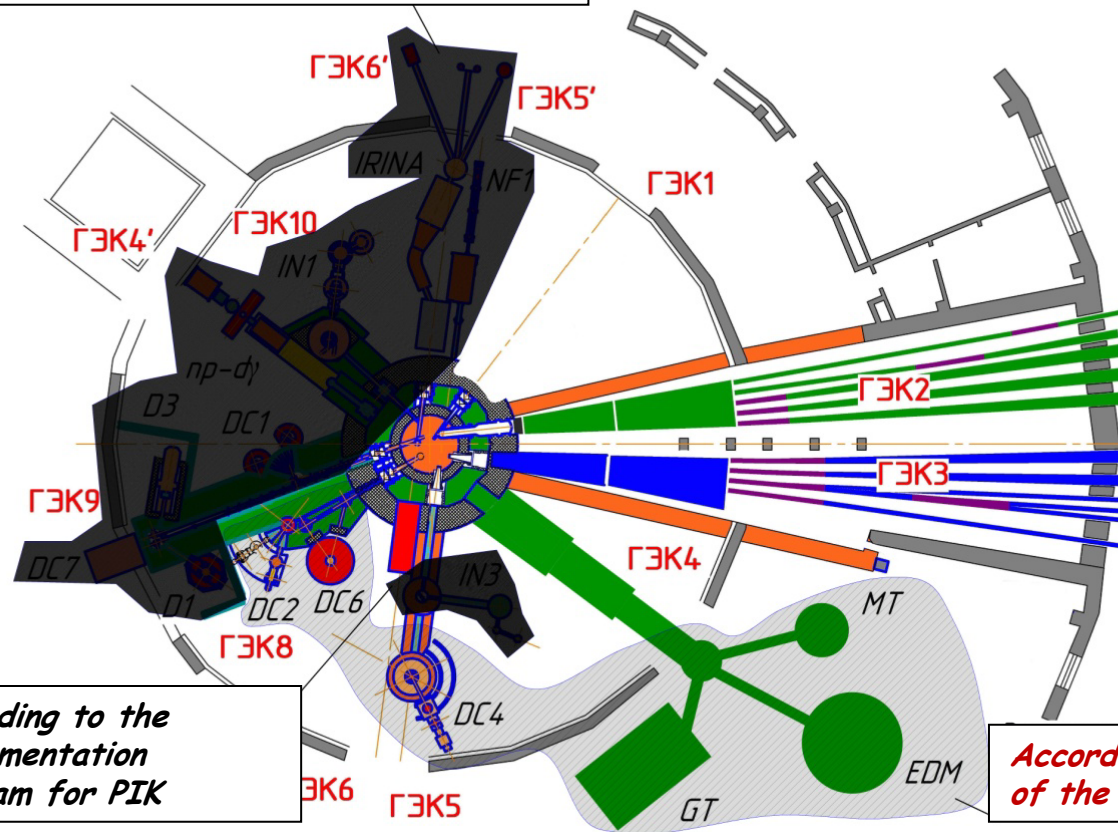 ГЭК6'
ГЭК5'
IRINA
NF1
ГЭК1
ГЭК10
ГЭК4'
IN1
np-dγ
ГЭК2
D3
DC1
ГЭК3
ГЭК9
ГЭК4
DC7
IN3
D1
DC2
DC6
MT
ГЭК8
DC4
ding to the
mentation
am for PIK
EDM
Accord
of the
ЭК6
ГЭК5
GT